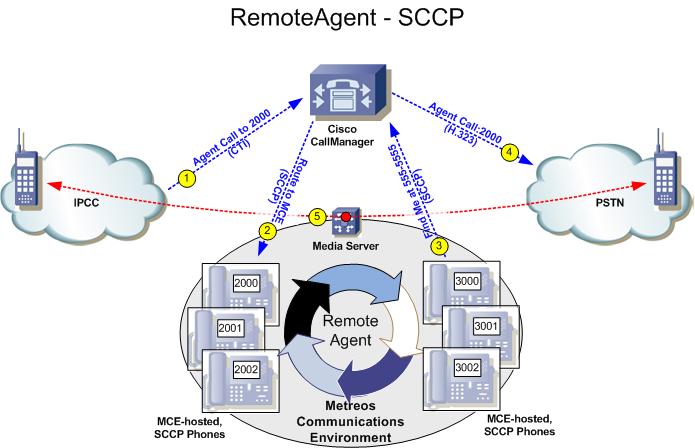 RemoteAgent - SCCP
Cisco
CallManager
Agent Call to 2000
(CTI)
Agent Call:2000
(H.323)
1
4
IPCC
PSTN
Route to MCE
(SCCP)
Find Me at 555-5555
(SCCP)
2
5
3
Media Server
2000
2001
2002
3000
3001
3002
Remote
Agent
MCE-hosted,
SCCP Phones
Metreos
Communications
Environment
MCE-hosted,
SCCP Phones